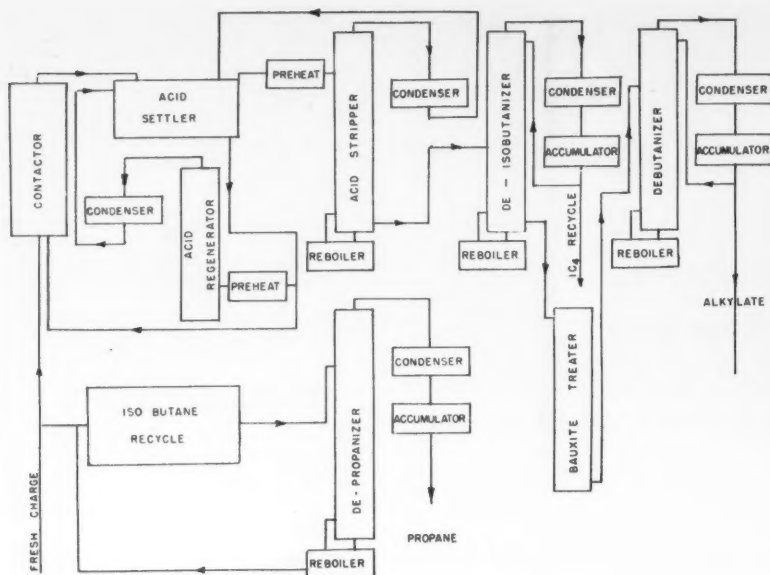 CONTACTOR
ACID
SETTLER
PREHEAT
ACID STRIPPER
CONDENSER
DE - ISOBUTANIZER
CONDENSER
ACCUMULATOR
DEBUTANIZER
CONDENSER
ACCUMULATOR
CONDENSER
ACID
REGENERATOR
PREHEAT
REBOILER
REBOILER
IC4 RECYCLE
REBOILER
ALKYLATE
BAUXITE TREATER
ISO BUTANE
RECYCLE
DE - PROPANIZER
CONDENSER
ACCUMULATOR
PROPANE
REBOILER
FRESH CHARGE